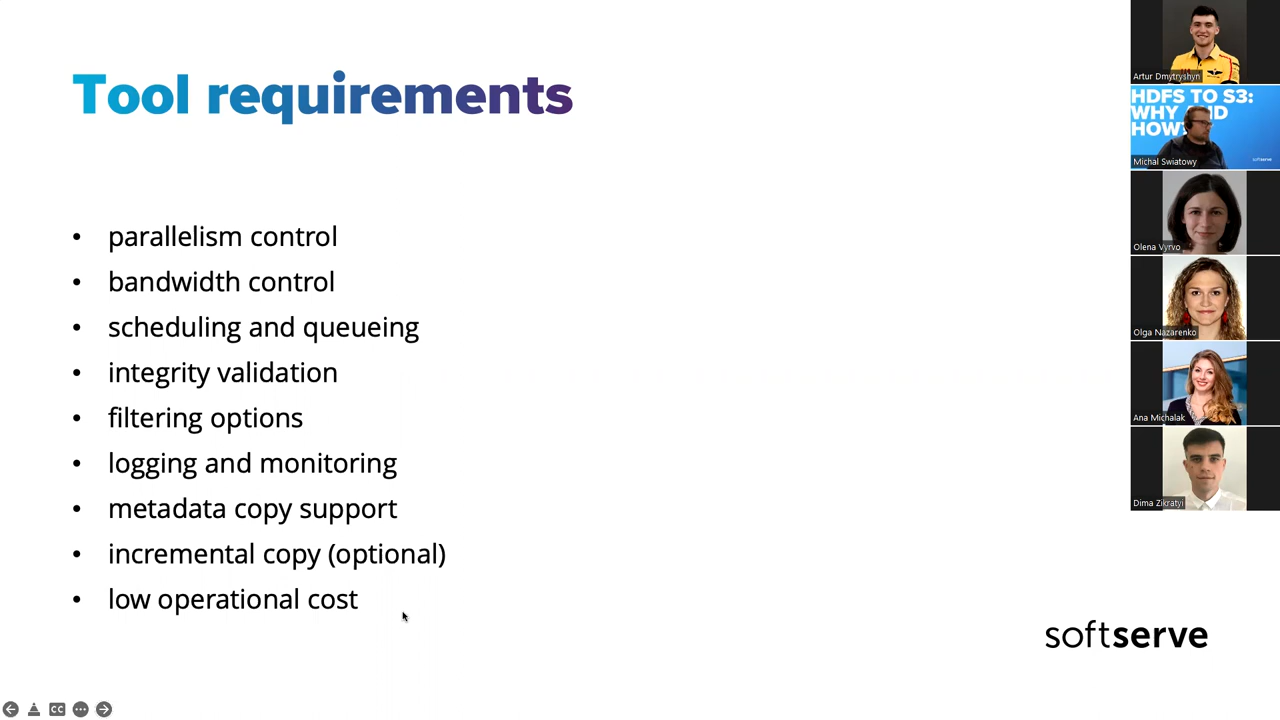 Tool requirements
• parallelism control
• bandwidth control
• scheduling and queueing
• integrity validation
• filtering options
• logging and monitoring
• metadata copy support
• incremental copy (optional)
• low operational cost
softserve
CC
Artur Dmytryshyn
HDFS TO S3:
WHY AND
HOW?
softserve
Michal Swiatowy
Olena Vyrvo
Olga Nazarenko
Ana Michalak
Dima Zikratyi